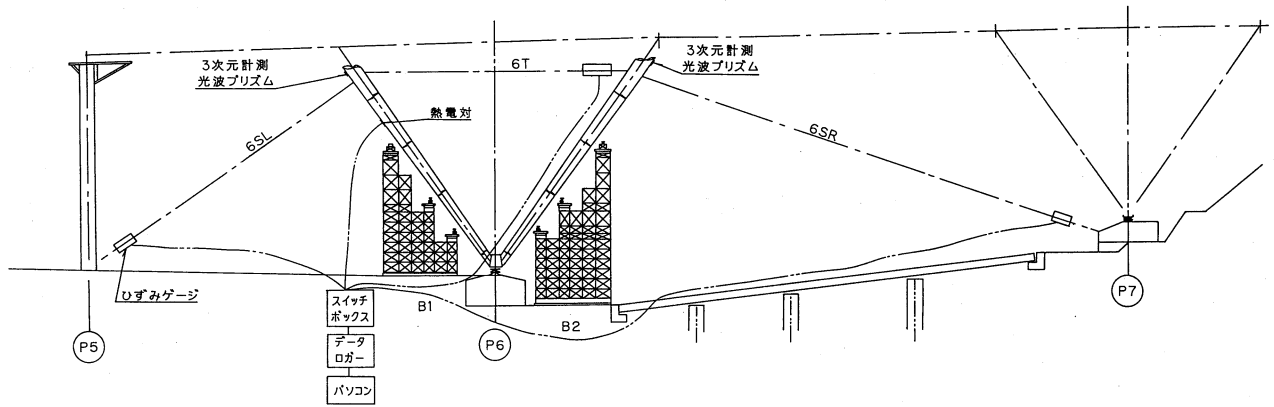 3次元計測
光波プリズム
6T
3次元計測
光波プリズム
熱電対
6SL
6SR
ひずみゲージ
スイッチ
ボックス
B1
B2
P5
P6
P7
データ
ロガー
パソコン